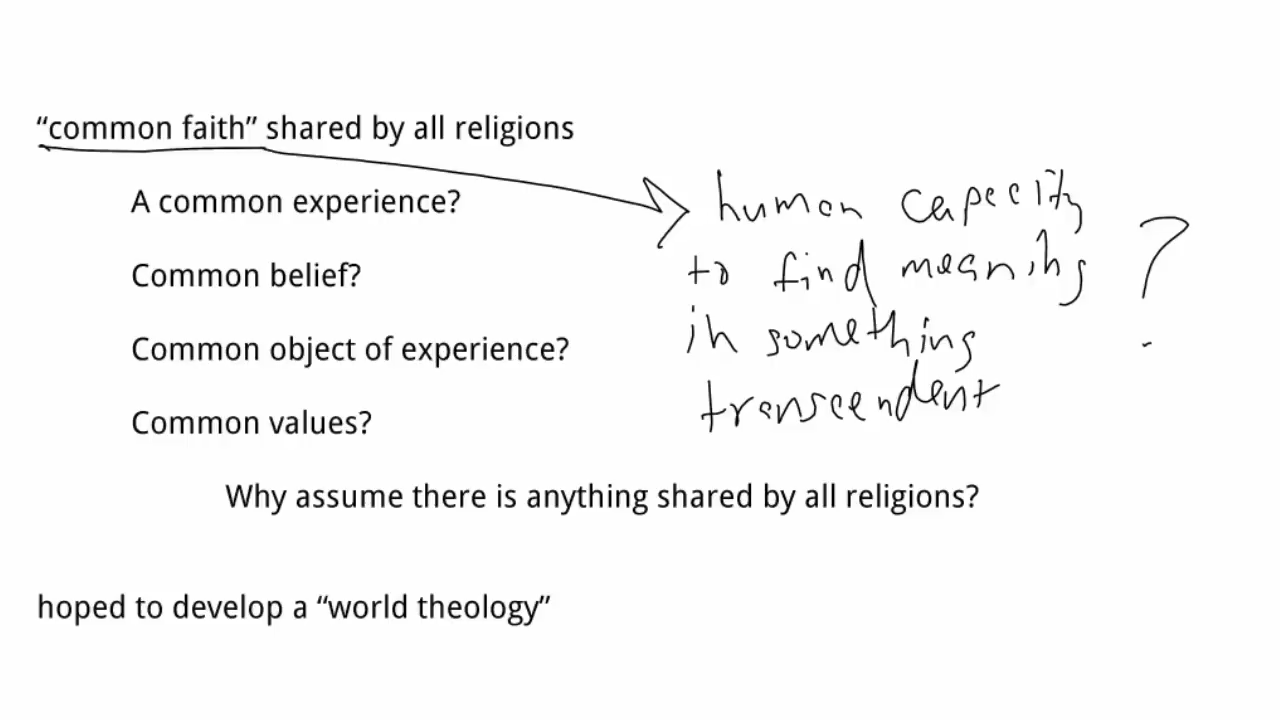 “common faith” shared by all religions
A common experience?
Common belief?
Common object of experience?
Common values?
Why assume there is anything shared by all religions?
hoped to develop a “world theology”
human capacity
to find meaning
in something
transcendent
?